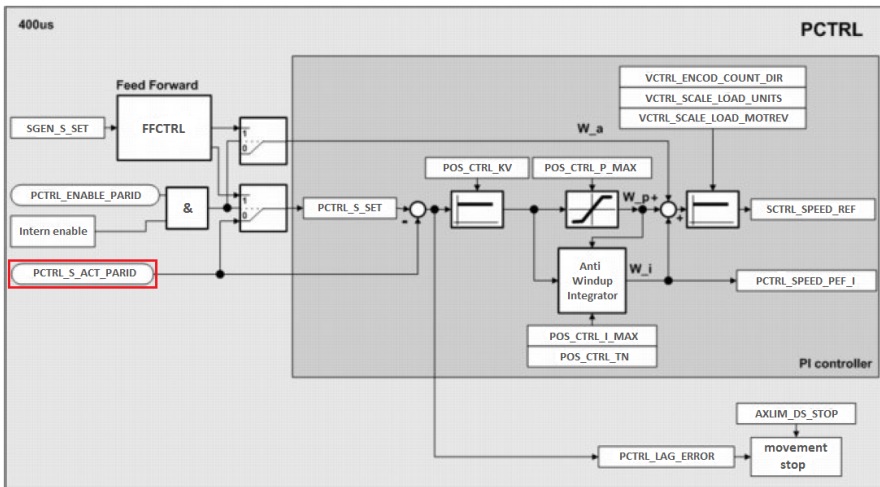 400us
PCTRL
Feed Forward
SGEN_S_SET
FFCTRL
1
0
W_a
VCTRL_ENCOD_COUNT_DIR
VCTRL_SCALE_LOAD_UNITS
VCTRL_SCALE_LOAD_MOTREV
PCTRL_ENABLE_PARID
&
Intern enable
1
0
PCTRL_S_SET
-
POS_CTRL_KV
POS_CTRL_P_MAX
W_p+
+
SCTRL_SPEED_REF
PCTRL_S_ACT_PARID
Anti
Windup
Integrator
W_i
PCTRL_SPEED_PEF_I
POS_CTRL_I_MAX
POS_CTRL_TN
PI controller
AXLIM_DS_STOP
PCTRL_LAG_ERROR
movement
stop